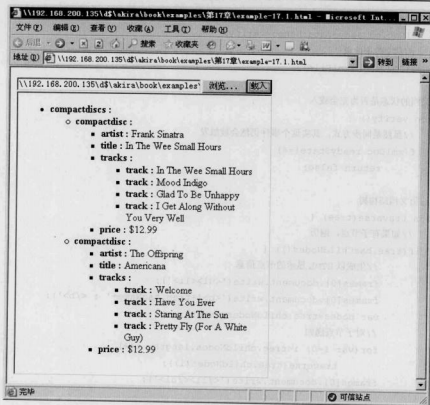 \\192.168.200.135\d$\akira\book\examples\第17章\example-17.1.html - Microsoft Int...
文件(F) 编辑(E) 查看(V) 收藏(A) 工具(T) 帮助(H)
后退 搜索 收藏夹
地址(D) \\192.168.200.135\d$\akira\book\examples\第17章\example-17.1.html 转到 链接 »
\\192.168.200.135\d$\akira\book\examples\ 浏览... 载入
compactdiscs :
compactdisc :
artist : Frank Sinatra
title : In The Wee Small Hours
tracks :
track : In The Wee Small Hours
track : Mood Indigo
track : Glad To Be Unhappy
track : I Get Along Without
You Very Well
price : $12.99
compactdisc :
artist : The Offspring
title : Americana
tracks :
track : Welcome
track : Have You Ever
track : Staring At The Sun
track : Pretty Fly (For A White
Guy)
price : $12.99
完毕 可信站点